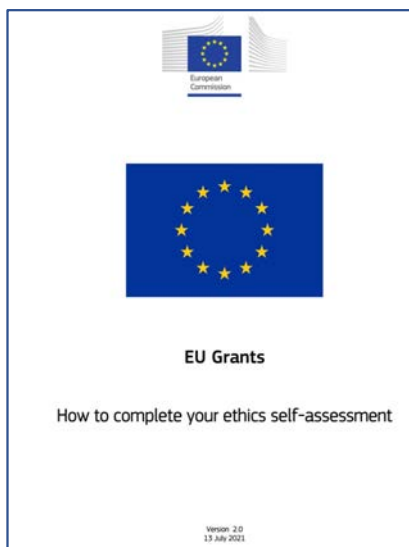 European
Commission
EU Grants
How to complete your ethics self-assessment
Version 2.0
13 July 2021